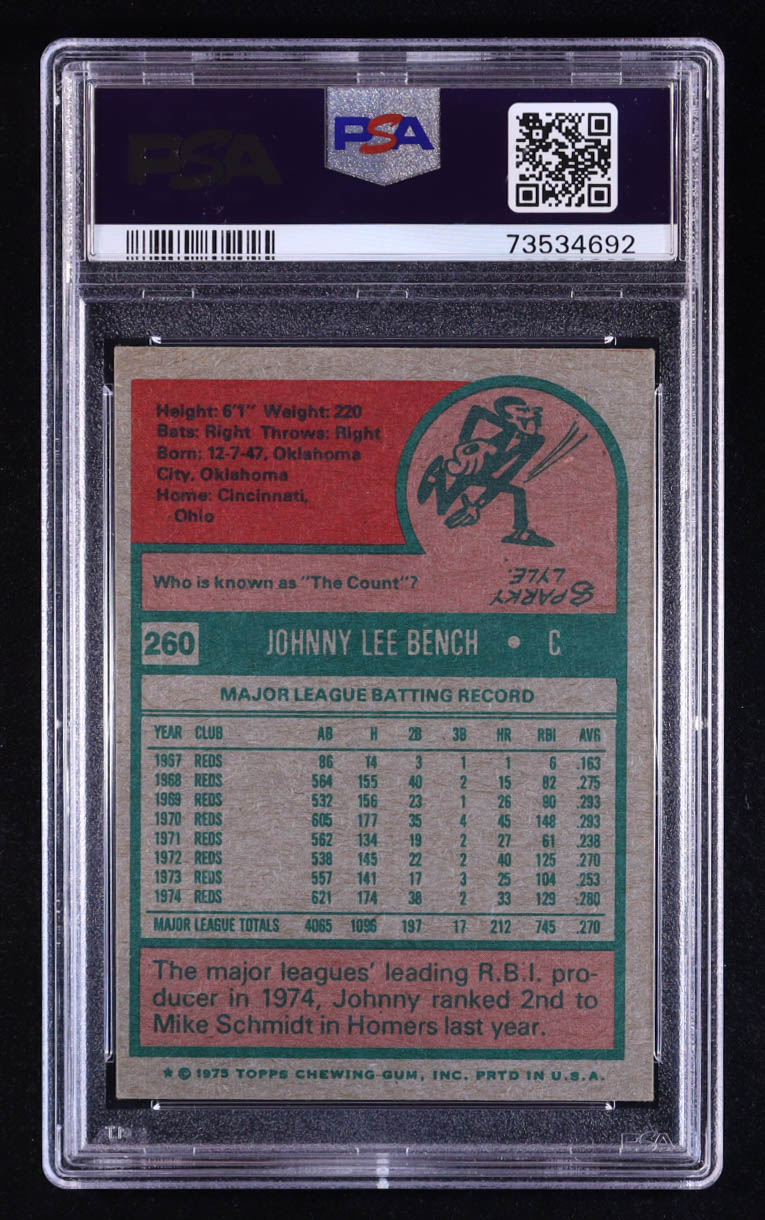 PSA
PSA
73534692
Height: 6'1" Weight: 220
Bats: Right Throws: Right
Born: 12-7-47, Oklahoma
City, Oklahoma
Home: Cincinnati,
Ohio
Who is known as "The Count"?
SPARKY
LYLE.
260 JOHNNY LEE BENCH • C
MAJOR LEAGUE BATTING RECORD
YEAR CLUB AB H 2B 3B HR RBI AVG
1967 REDS 86 14 3 1 1 6 .163
1968 REDS 564 155 40 2 15 82 .275
1969 REDS 532 156 23 1 26 90 .293
1970 REDS 605 177 35 4 45 148 .293
1971 REDS 562 134 19 2 27 61 .238
1972 REDS 538 145 22 2 40 125 .270
1973 REDS 557 141 17 3 25 104 .253
1974 REDS 621 174 38 2 33 129 .280
MAJOR LEAGUE TOTALS 4065 1096 197 17 212 745 .270
The major leagues' leading R.B.I. pro-
ducer in 1974, Johnny ranked 2nd to
Mike Schmidt in Homers last year.
* © 1975 TOPPS CHEWING GUM, INC. PRTD IN U.S.A.
PSA